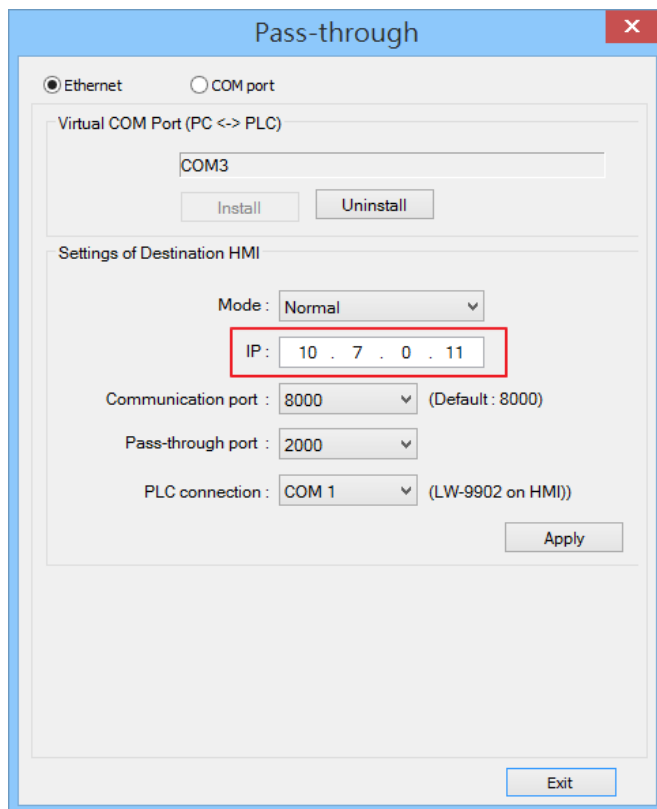 Pass-through
Ethernet COM port
Virtual COM Port (PC <-> PLC)
COM3
Install Uninstall
Settings of Destination HMI
Mode : Normal
IP : 10 . 7 . 0 . 11
Communication port : 8000 (Default : 8000)
Pass-through port : 2000
PLC connection : COM 1 (LW-9902 on HMI))
Apply
Exit